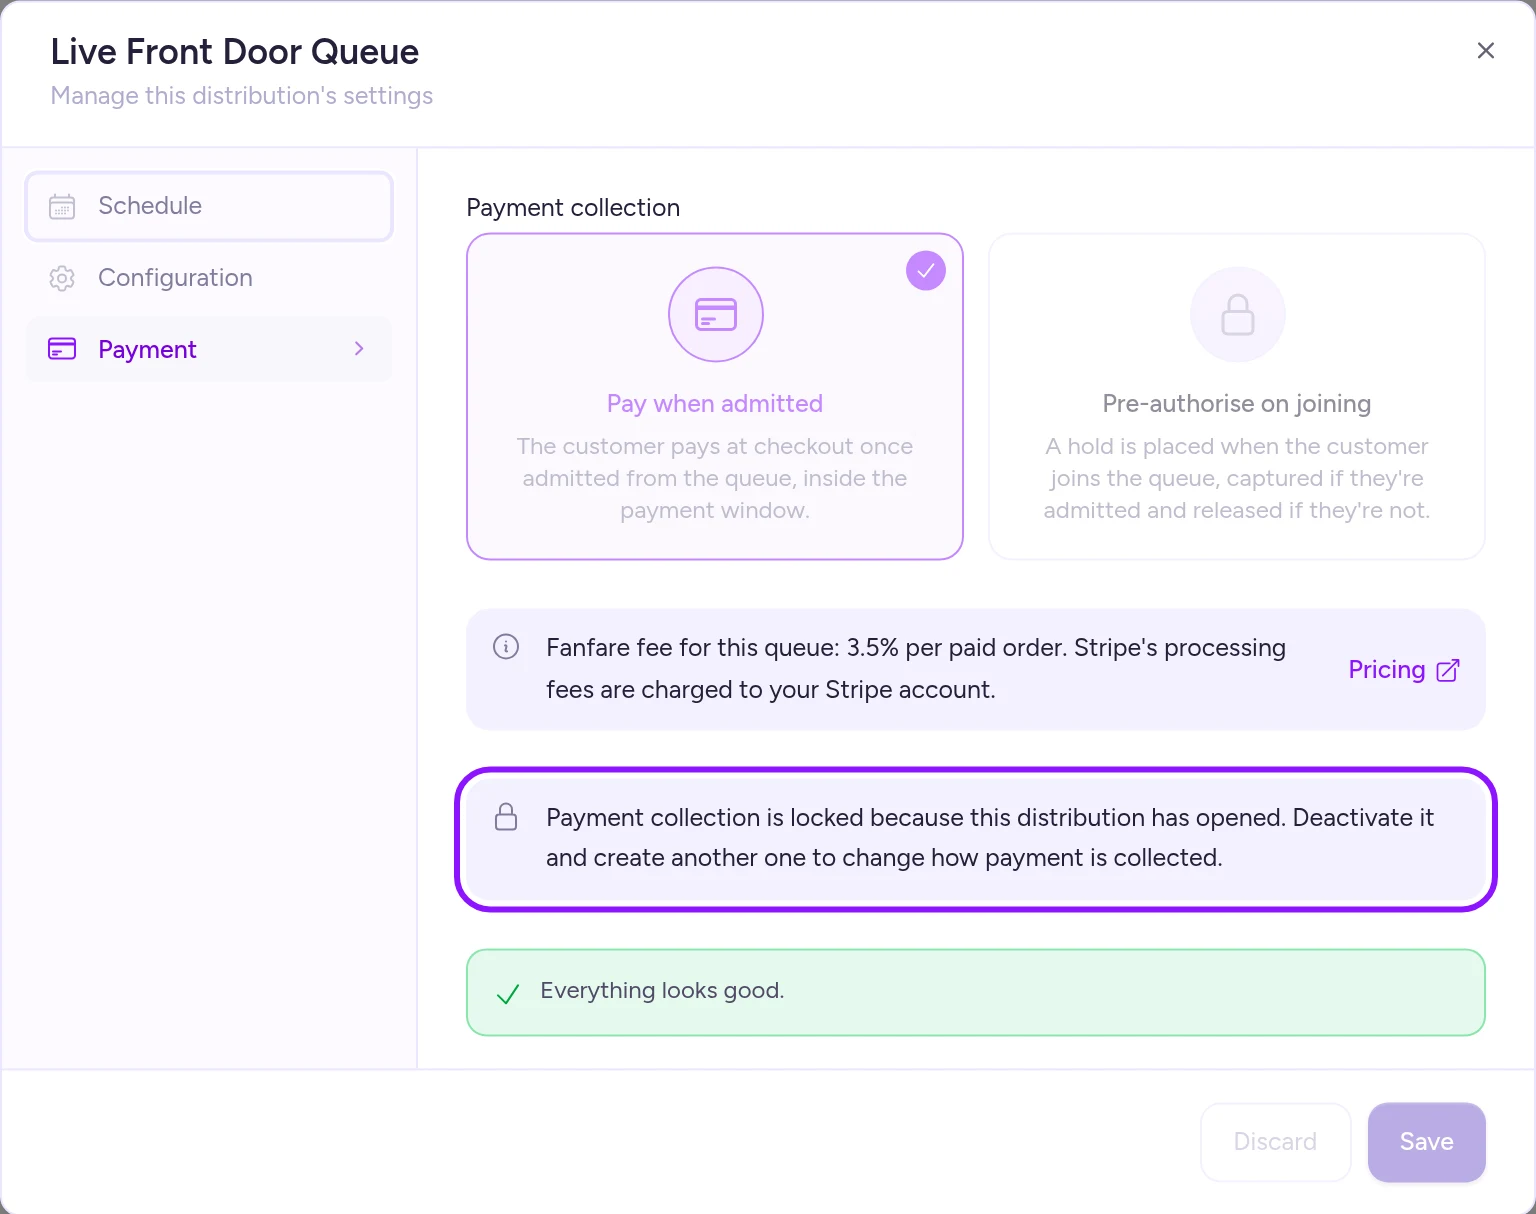 Live Front Door Queue
Manage this distribution's settings
Schedule
Configuration
Payment
Payment collection
Pay when admitted
The customer pays at checkout once
admitted from the queue, inside the
payment window.
Pre-authorise on joining
A hold is placed when the customer
joins the queue, captured if they're
admitted and released if they're not.
Fanfare fee for this queue: 3.5% per paid order. Stripe's processing
fees are charged to your Stripe account.
Pricing
Payment collection is locked because this distribution has opened. Deactivate it
and create another one to change how payment is collected.
Everything looks good.
Discard
Save